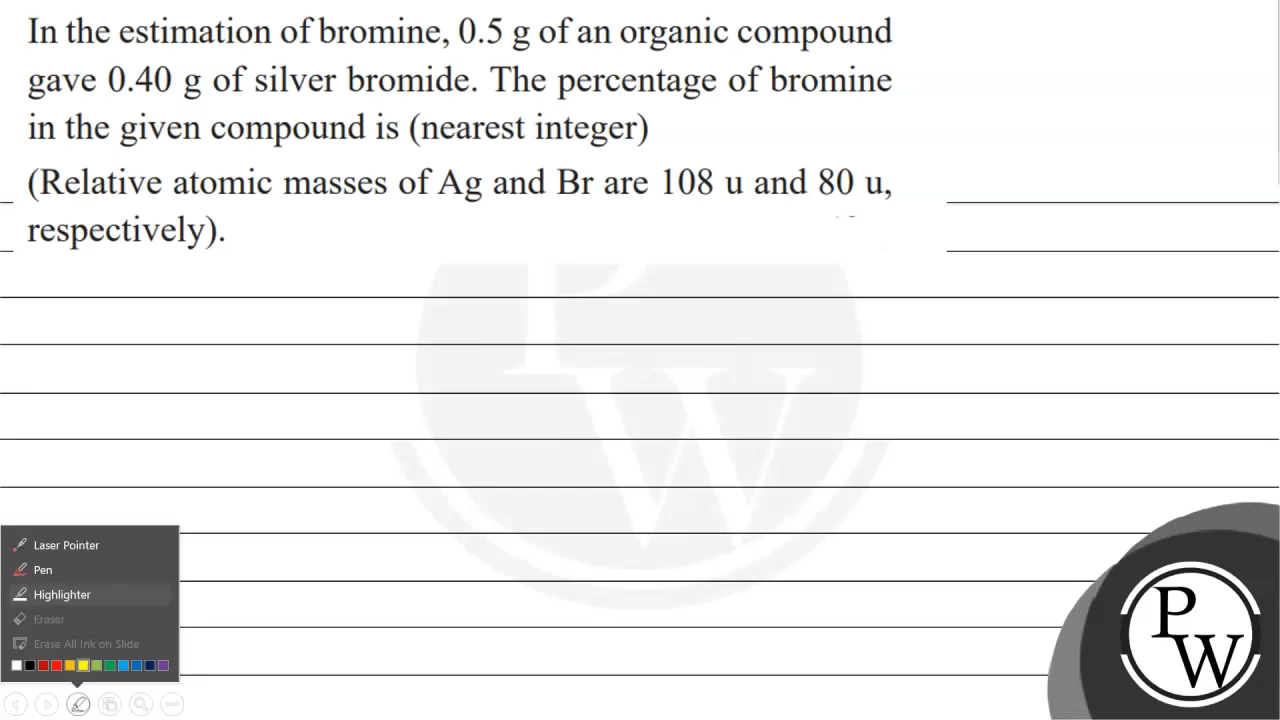 In the estimation of bromine, 0.5 g of an organic compound
gave 0.40 g of silver bromide. The percentage of bromine
in the given compound is (nearest integer)
(Relative atomic masses of Ag and Br are 108 u and 80 u,
respectively).
Laser Pointer
Pen
Highlighter
Eraser
Erase All Ink on Slide
P
W